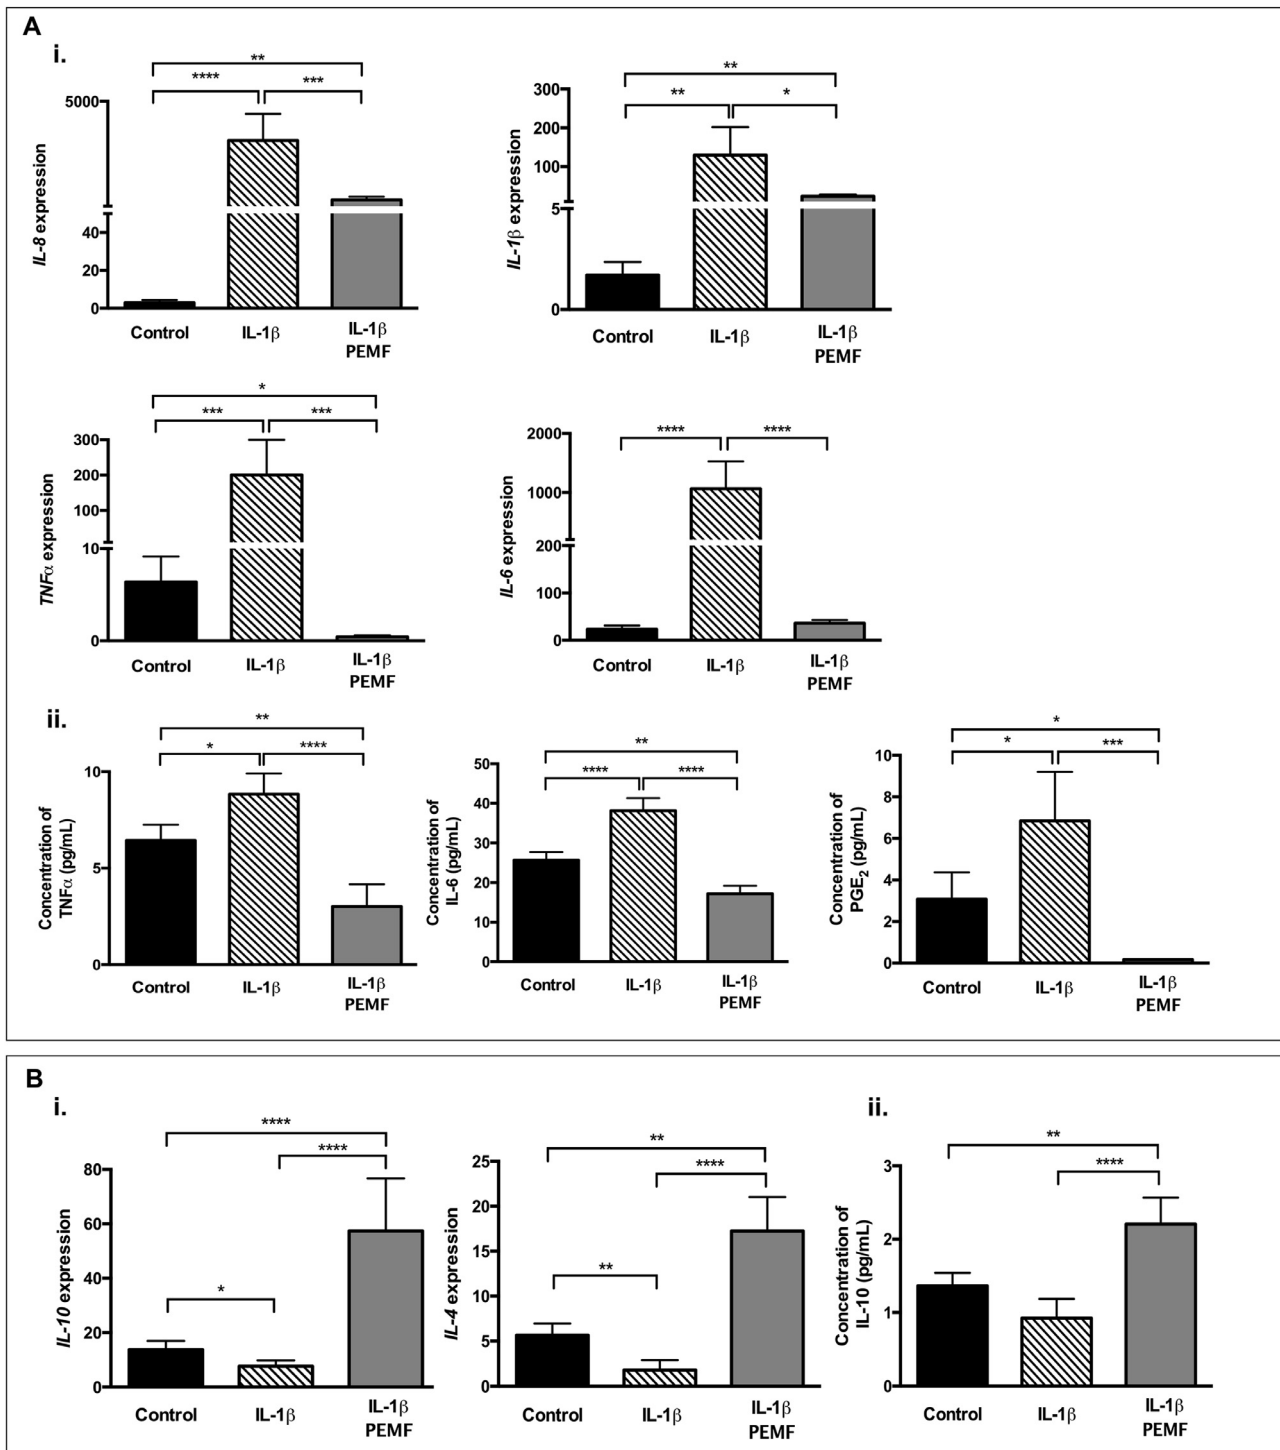 A
i.
**
****
***
5000
40
20
0
IL-8 expression
Control
IL-1β
IL-1β
PEMF
**
**
*
300
200
100
5
0
IL-1β expression
Control
IL-1β
IL-1β
PEMF
*
***
***
300
200
100
10
0
TNFα expression
Control
IL-1β
IL-1β
PEMF
****
****
2000
1000
200
100
0
IL-6 expression
Control
IL-1β
IL-1β
PEMF
ii.
**
*
****
10
5
0
Concentration of
TNFα (pg/mL)
Control
IL-1β
IL-1β
PEMF
**
****
****
50
40
30
20
10
0
Concentration of
IL-6 (pg/mL)
Control
IL-1β
IL-1β
PEMF
*
*
***
10
8
6
4
2
0
Concentration of
PGE2 (pg/mL)
Control
IL-1β
IL-1β
PEMF
B
i.
****
****
*
80
60
40
20
0
IL-10 expression
Control
IL-1β
IL-1β
PEMF
**
****
**
25
20
15
10
5
0
IL-4 expression
Control
IL-1β
IL-1β
PEMF
ii.
**
****
3
2
1
0
Concentration of
IL-10 (pg/mL)
Control
IL-1β
IL-1β
PEMF